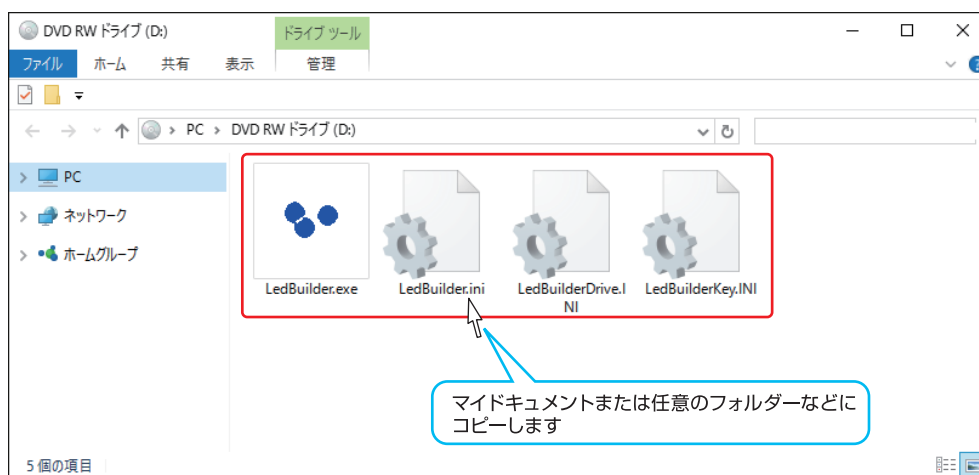 DVD RW ドライブ (D:)
ドライブ ツール
ファイル
ホーム
共有
表示
管理
PC
DVD RW ドライブ (D:)
PC
ネットワーク
ホームグループ
LedBuilder.exe
LedBuilder.ini
LedBuilderDrive.I
NI
LedBuilderKey.INI
マイドキュメントまたは任意のフォルダーなどに
コピーします
5 個の項目